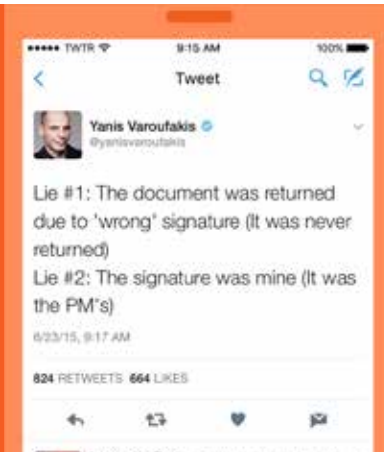 TWTR 9:15 AM 100%
Tweet
Yanis Varoufakis
@yanisvaroufakis
Lie #1: The document was returned
due to 'wrong' signature (It was never
returned)
Lie #2: The signature was mine (It was
the PM's)
6/23/15, 9:17 AM
824 RETWEETS 664 LIKES